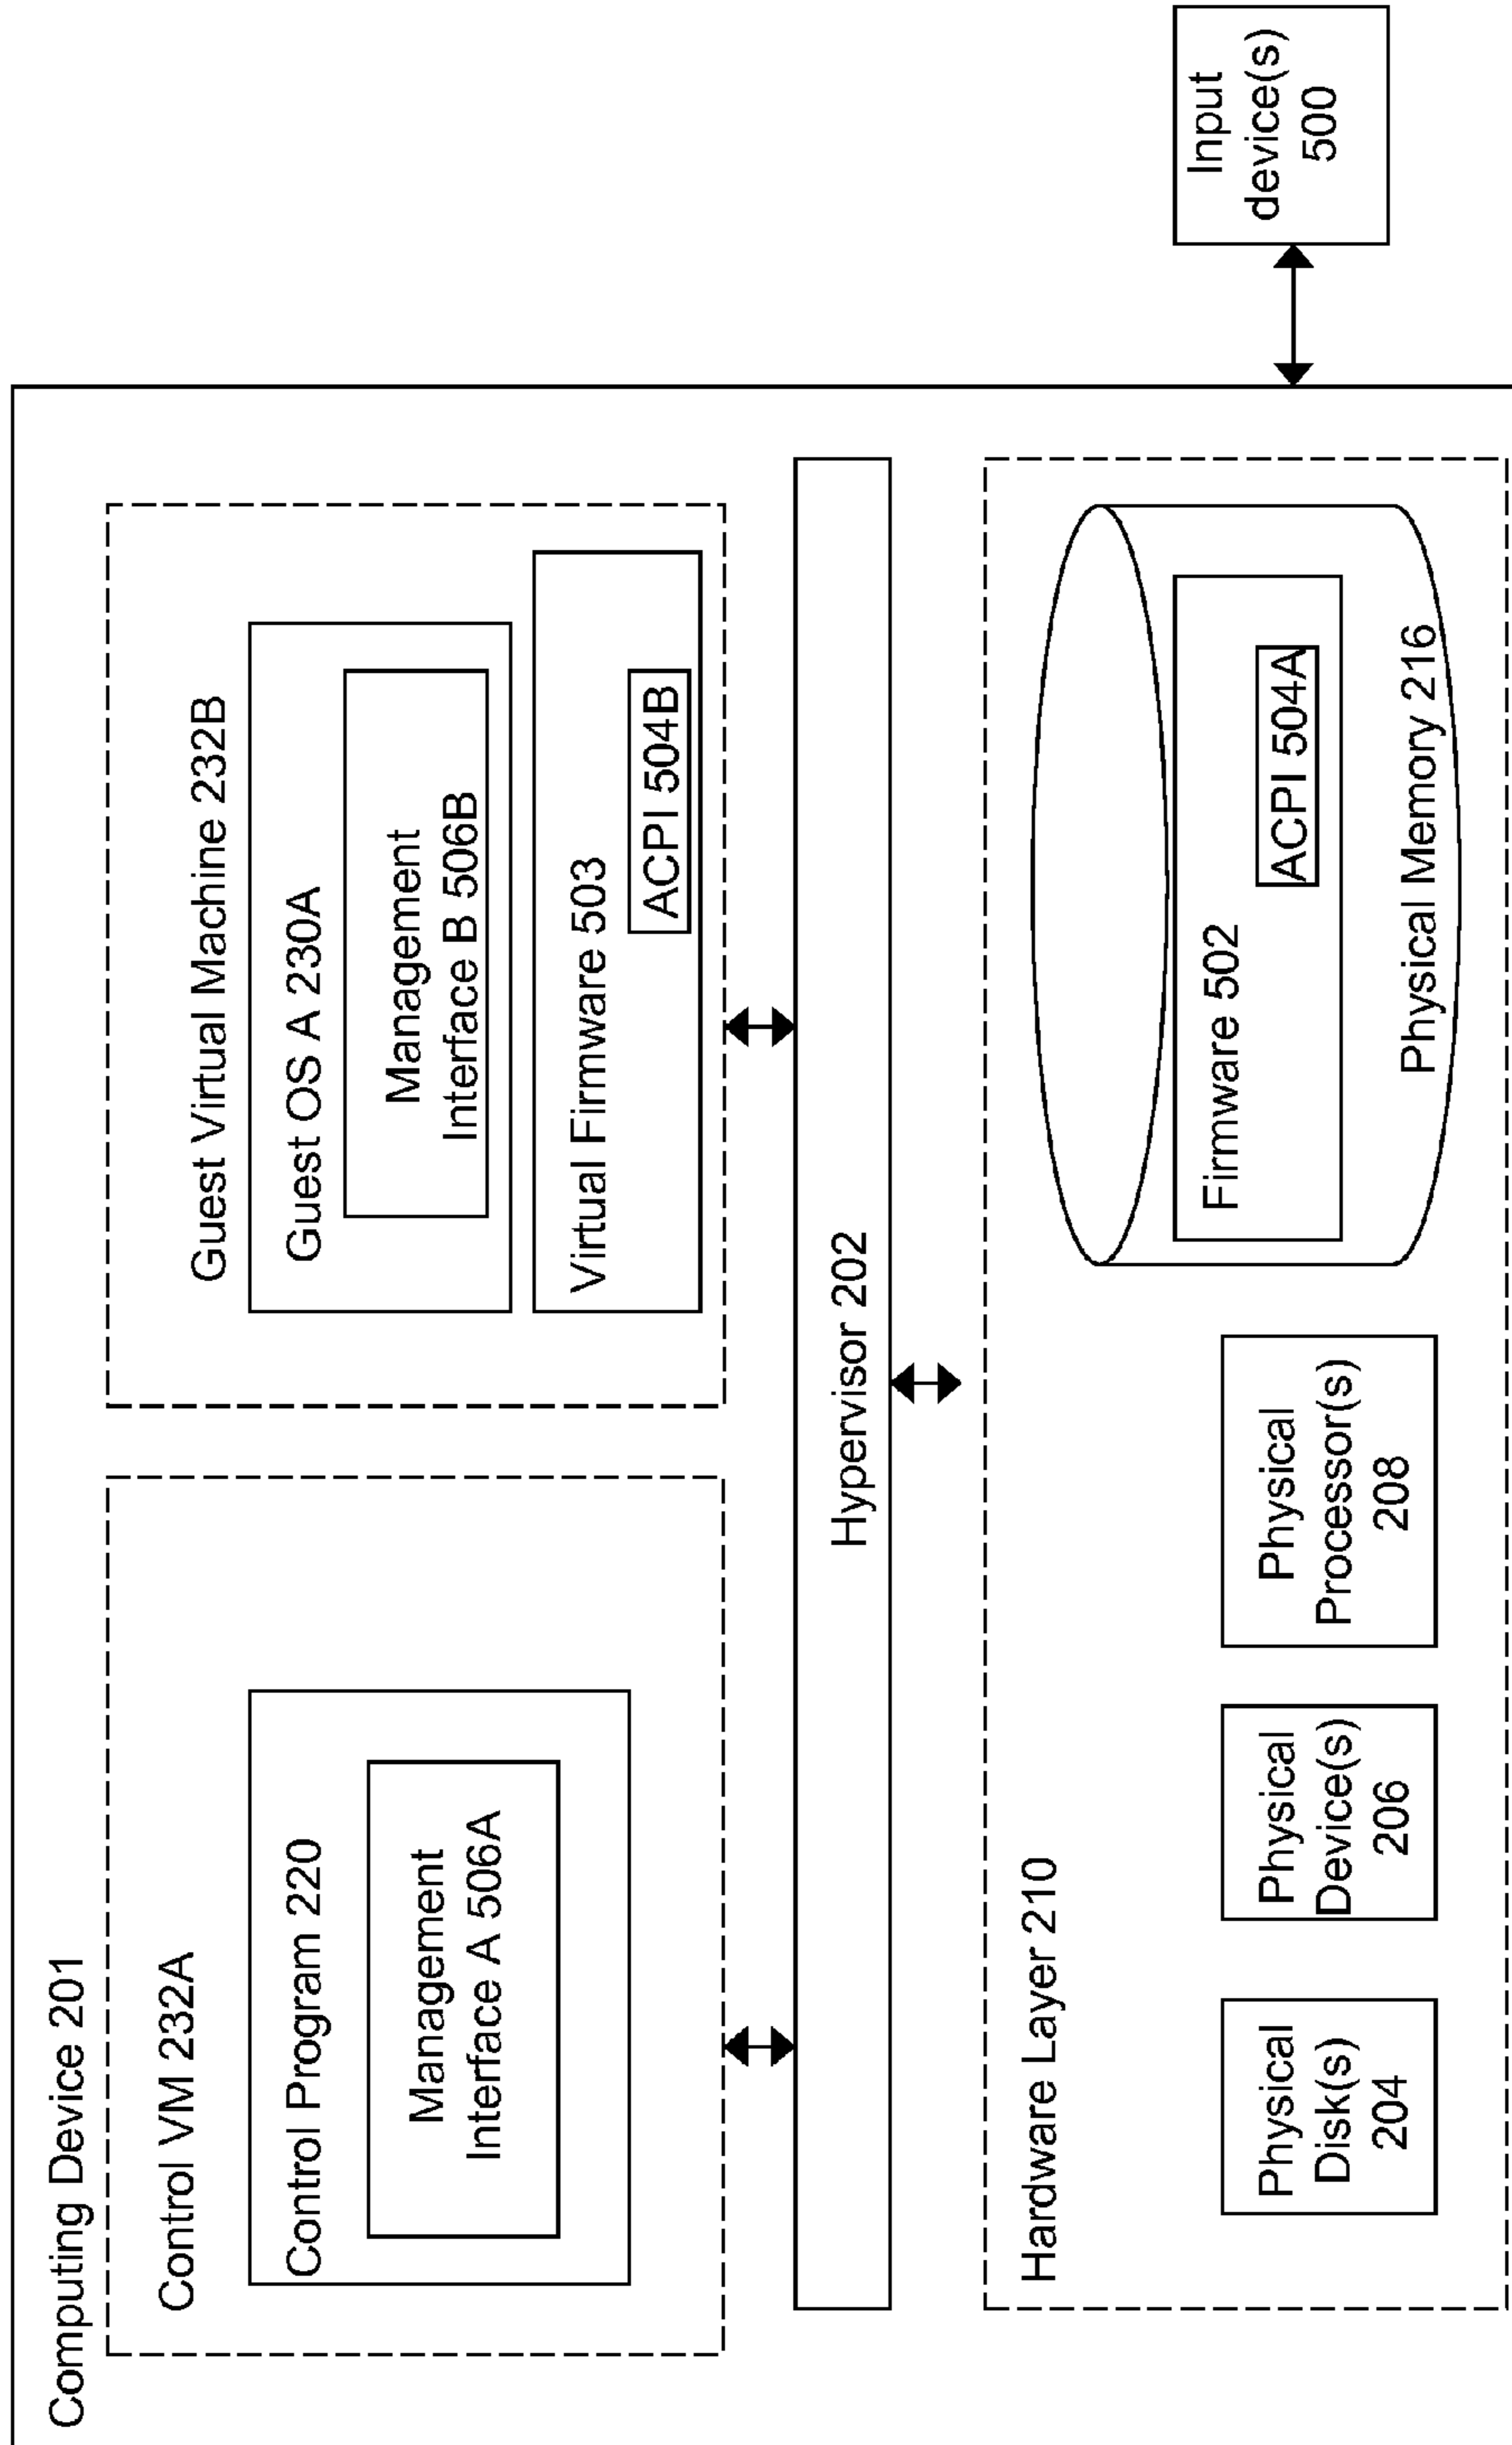 Computing Device 201
Control VM 232A
Control Program 220
Management
Interface A 506A
Guest Virtual Machine 232B
Guest OS A 230A
Management
Interface B 506B
Virtual Firmware 503
ACPI 504B
Hypervisor 202
Hardware Layer 210
Physical
Disk(s)
204
Physical
Device(s)
206
Physical
Processor(s)
208
Firmware 502
ACPI 504A
Physical Memory 216
Input
device(s)
500